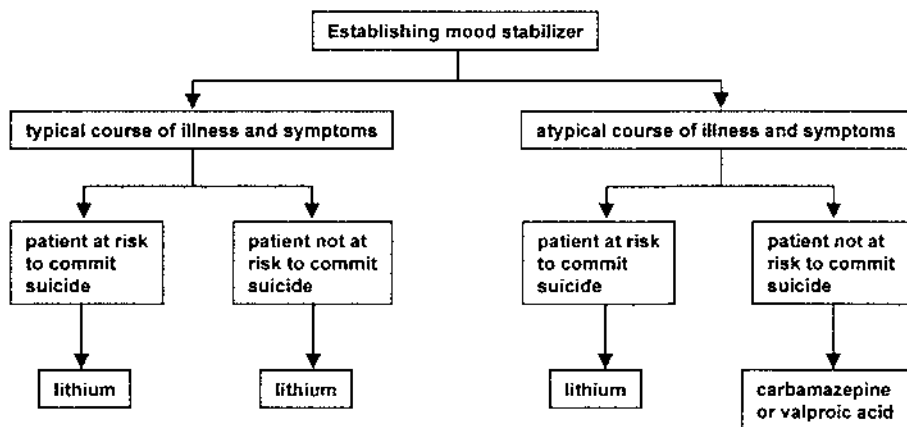 Establishing mood stabilizer
typical course of illness and symptoms
atypical course of illness and symptoms
patient at risk
to commit
suicide
patient not at
risk to commit
suicide
patient at risk
to commit
suicide
patient not at
risk to commit
suicide
lithium
lithium
lithium
carbamazepine
or valproic acid